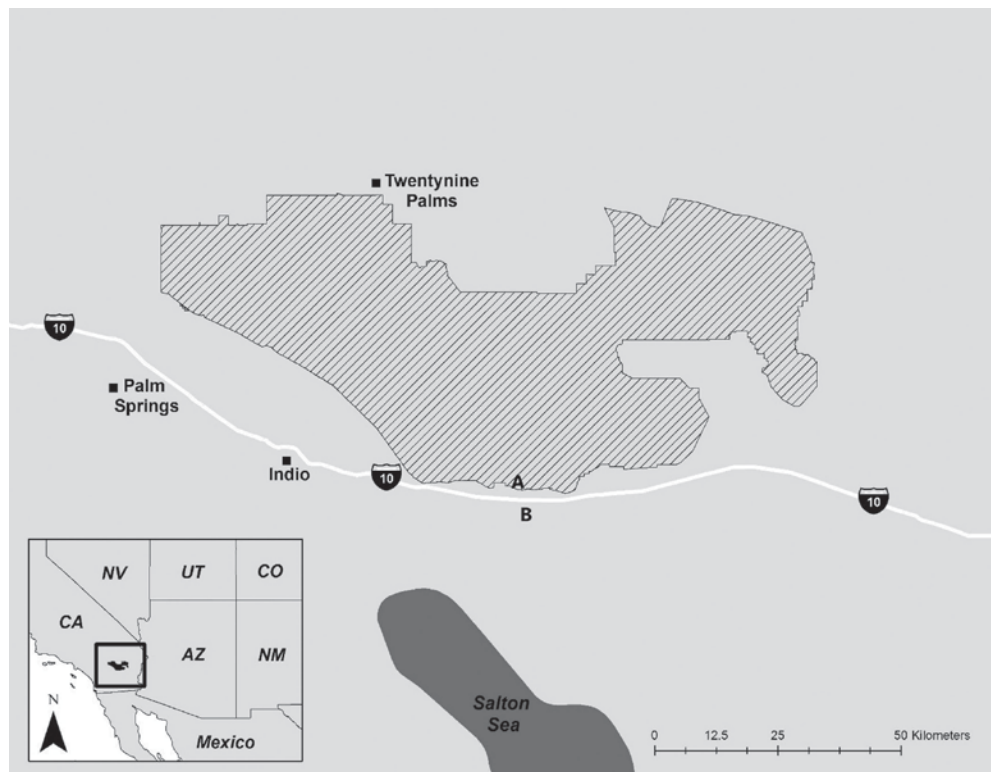 Twentynine
Palms
10
Palm
Springs
Indio
10
A
B
10
NV
UT
CO
CA
AZ
NM
N
Mexico
Salton
Sea
0 12.5 25 50 Kilometers